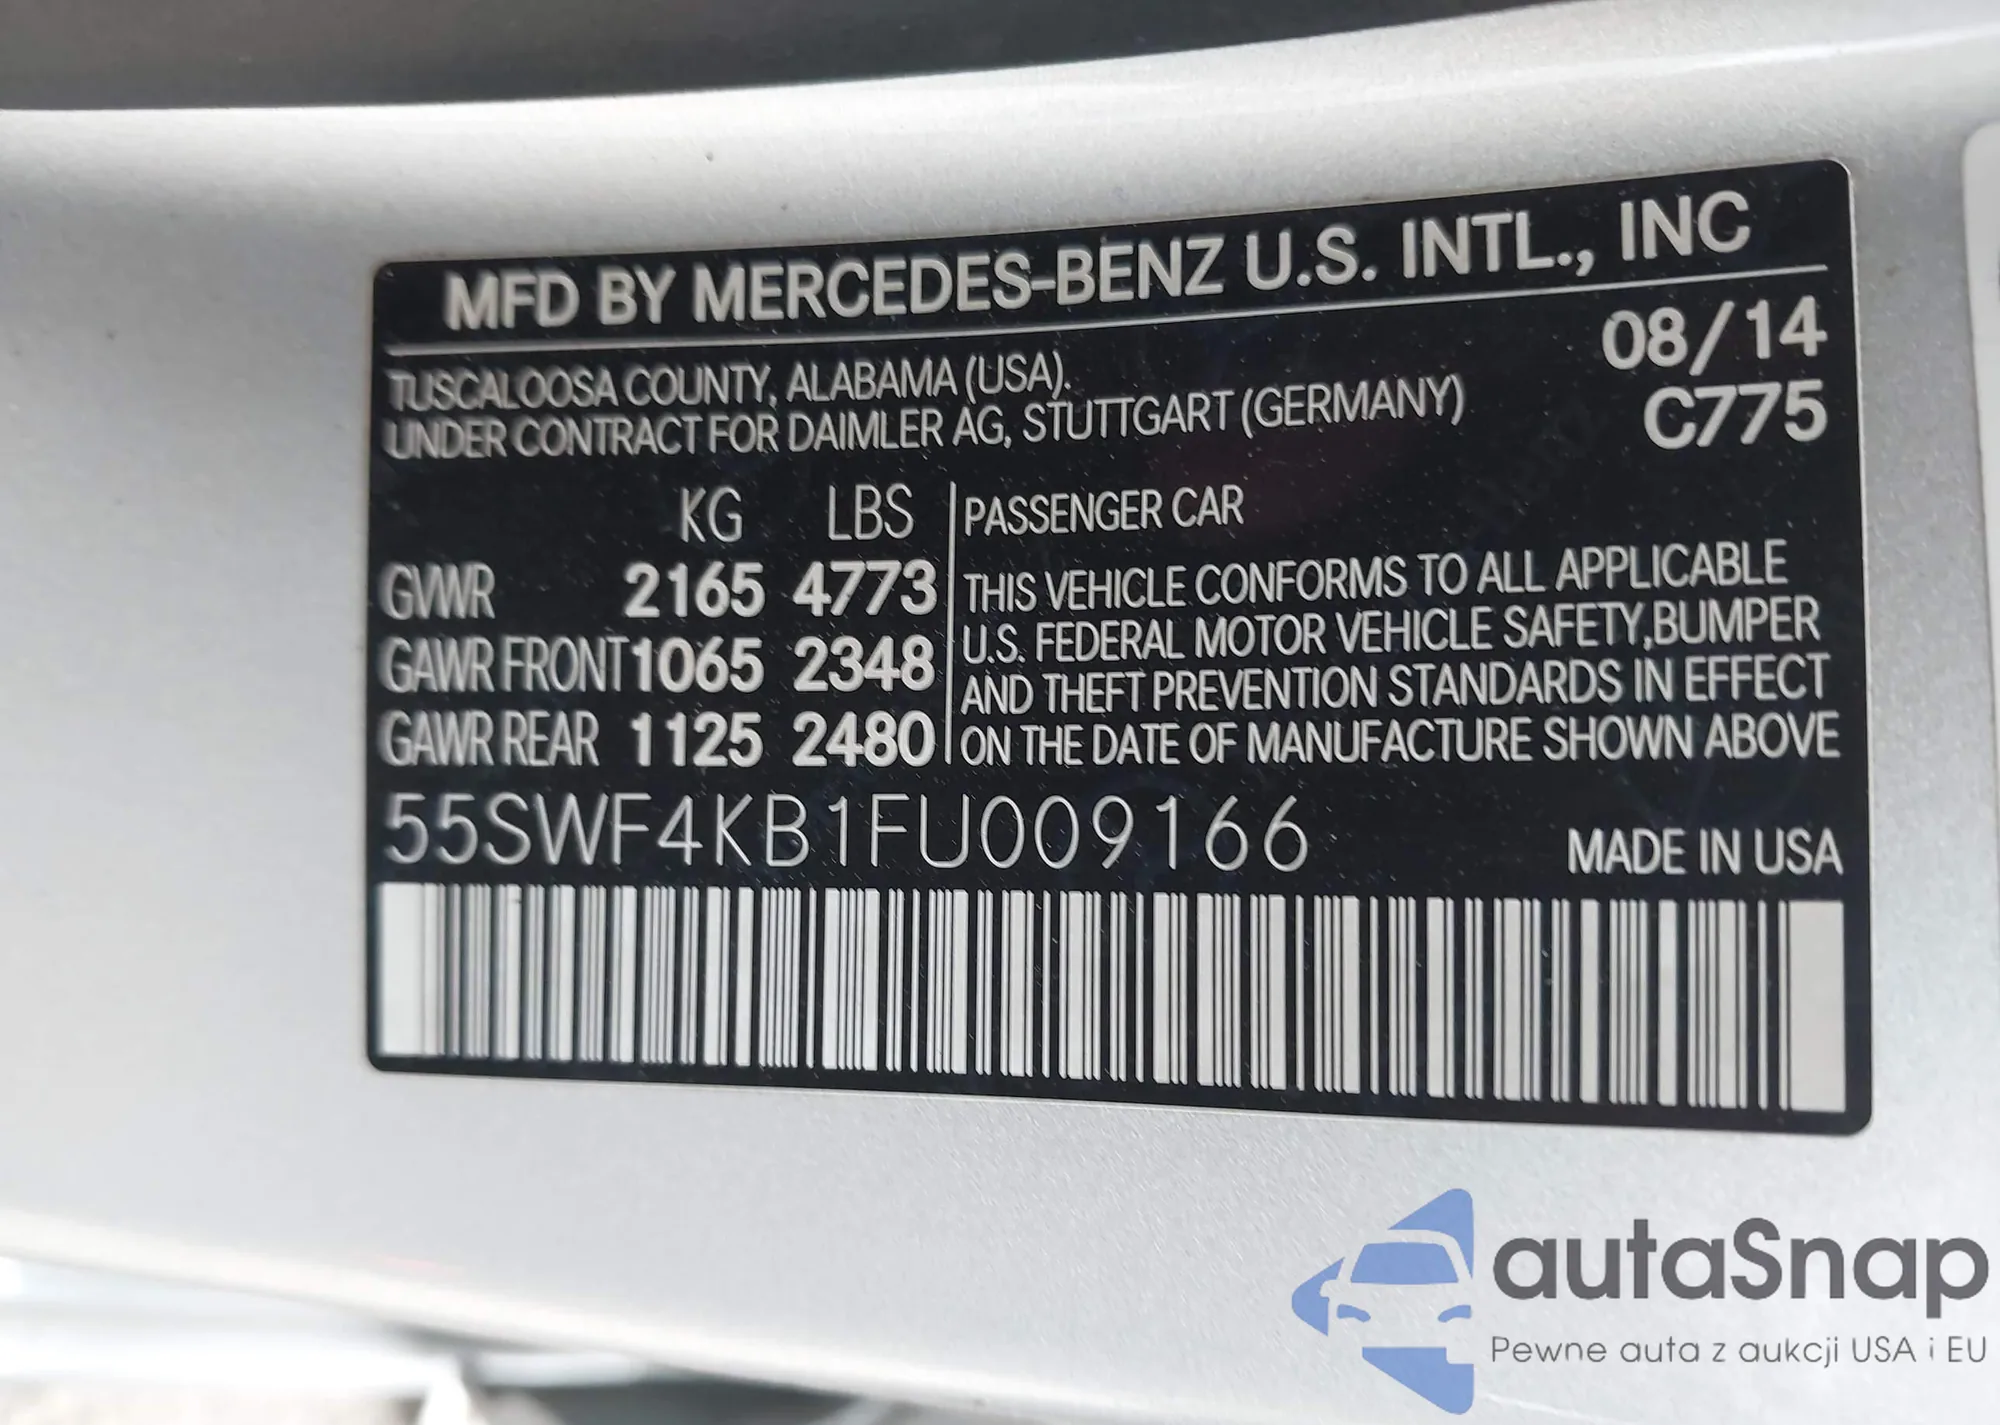 MFD BY MERCEDES-BENZ U.S. INTL., INC
08/14
TUSCALOOSA COUNTY, ALABAMA (USA).
UNDER CONTRACT FOR DAIMLER AG, STUTTGART (GERMANY)
C775
KG LBS
GVWR 2165 4773
GAWR FRONT 1065 2348
GAWR REAR 1125 2480
PASSENGER CAR
THIS VEHICLE CONFORMS TO ALL APPLICABLE
U.S. FEDERAL MOTOR VEHICLE SAFETY,BUMPER
AND THEFT PREVENTION STANDARDS IN EFFECT
ON THE DATE OF MANUFACTURE SHOWN ABOVE
55SWF4KB1FU009166
MADE IN USA
autaSnap
Pewne auta z aukcji USA i EU